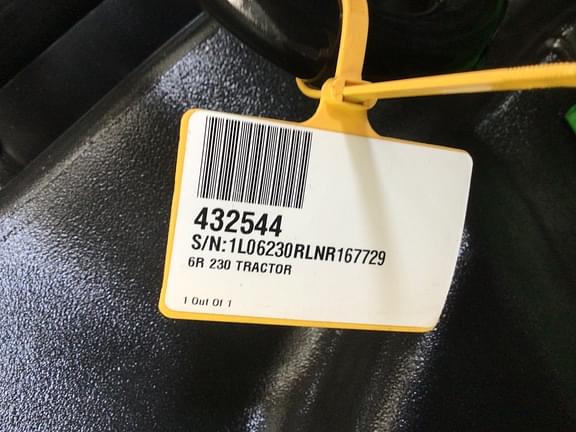 432544
S/N:1L06230RLNR167729
6R 230 TRACTOR
1 Out Of 1